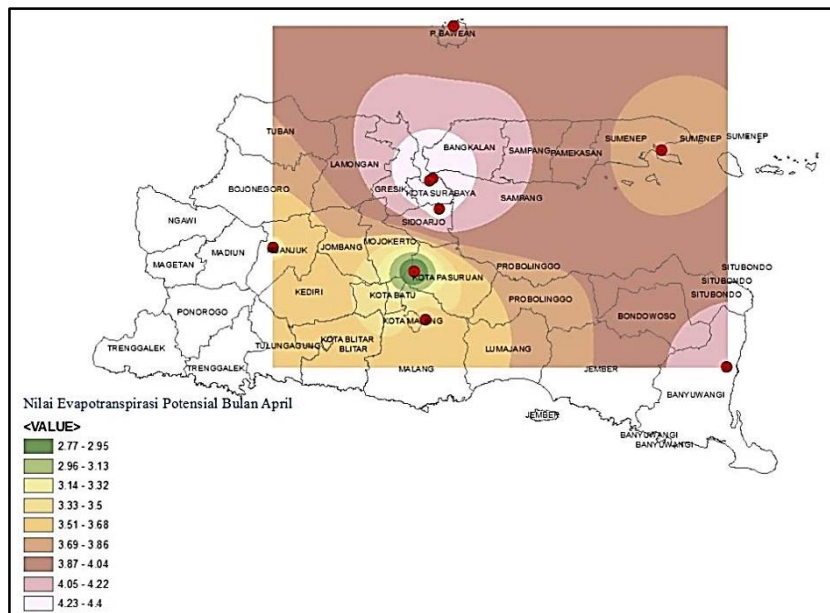 P.BAWEAN
TUBAN
LAMONGAN
BANGKALAN
SAMPANG
PAMEKASAN
SUMENEP
SUMENEP
SUMENEP
BOJONEGORO
GRESIK
KOTA SURABAYA
SAMPANG
NGAWI
SIDOARJO
MADIUN
NGANJUK
JOMBANG
MOJOKERTO
MAGETAN
KOTA PASURUAN
PROBOLINGGO
SITUBONDO
SITUBONDO
SITUBONDO
KEDIRI
KOTA BATU
PROBOLINGGO
PONOROGO
KOTA MALANG
BONDOWOSO
TRENGGALEK
TULUNGAGUNG
KOTA BLITAR
BLITAR
LUMAJANG
TRENGGALEK
MALANG
JEMBER
BANYUWANGI
JEMBER
BANYUWANGI
BANYUWANGI
Nilai Evapotranspirasi Potensial Bulan April
<VALUE>
2.77 - 2.95
2.96 - 3.13
3.14 - 3.32
3.33 - 3.5
3.51 - 3.68
3.69 - 3.86
3.87 - 4.04
4.05 - 4.22
4.23 - 4.4